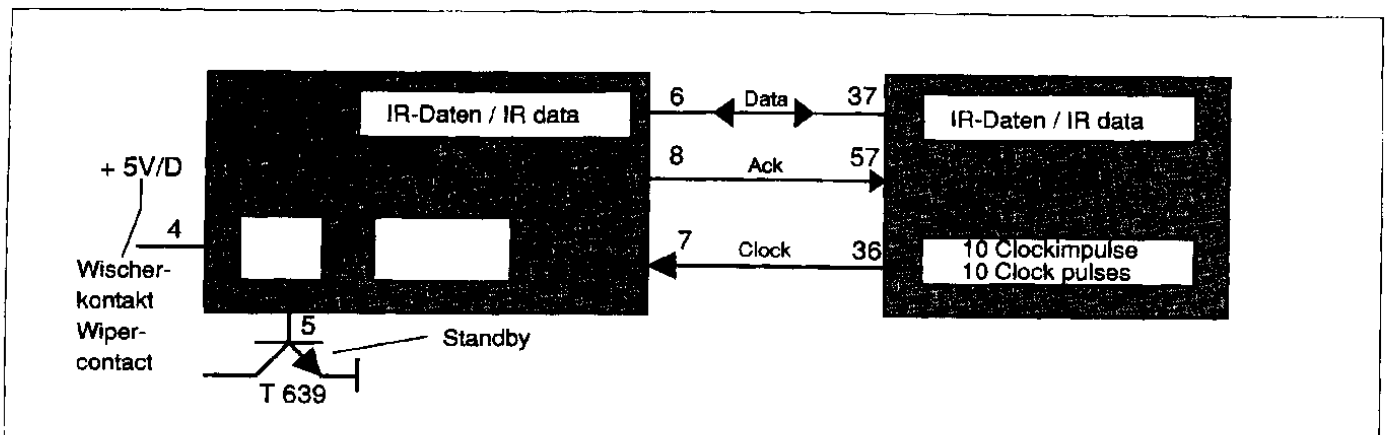 IR-Daten / IR data
6 Data 37
IR-Daten / IR data
8 Ack 57
+ 5V/D
4
7 Clock 36
10 Clockimpulse
10 Clock pulses
Wischer-
kontakt
Wiper-
contact
5
Standby
T 639